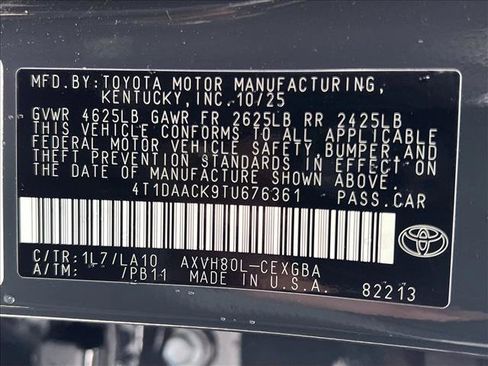 MFD.BY:TOYOTA MOTOR MANUFACTURING,
KENTUCKY, INC. 10/25
GVWR 4625LB GAWR FR 2625LB RR 2425LB
THIS VEHICLE CONFORMS TO ALL APPLICABLE
FEDERAL MOTOR VEHICLE SAFETY, BUMPER, AND
THEFT PREVENTION STANDARDS IN EFFECT ON
THE DATE OF MANUFACTURE SHOWN ABOVE.
4T1DAACK9TU676361 PASS.CAR
C/TR:1L7/LA10 AXVH80L-CEXGBA
A/TM: 7PB11 MADE IN U.S.A.
82213